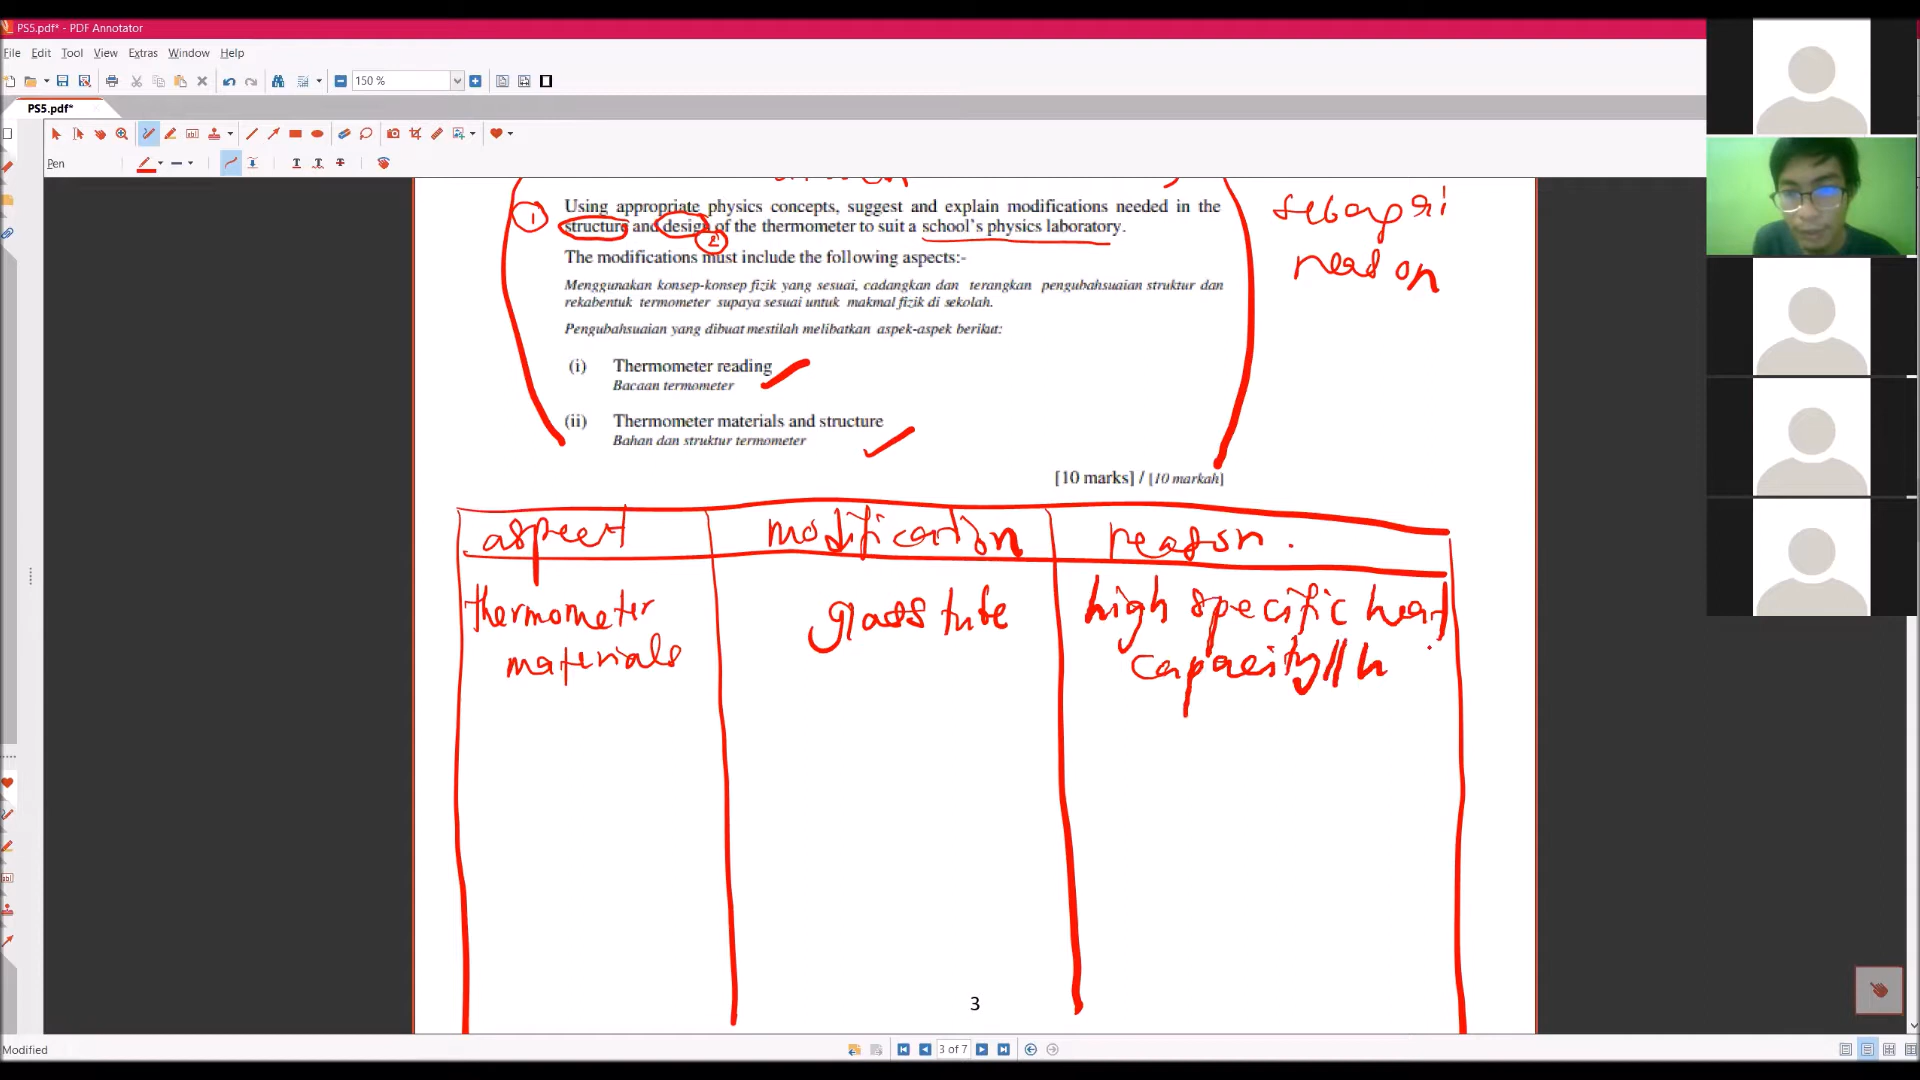 PS5.pdf* - PDF Annotator
File Edit Tool View Extras Window Help
150 %
PS5.pdf*
Pen
1
Using appropriate physics concepts, suggest and explain modifications needed in the
structure and design of the thermometer to suit a school's physics laboratory.
2
The modifications must include the following aspects:-
Menggunakan konsep-konsep fizik yang sesuai, cadangkan dan terangkan pengubahsuaian struktur dan
rekabentuk termometer supaya sesuai untuk makmal fizik di sekolah.
Pengubahsuaian yang dibuat mestilah melibatkan aspek-aspek berikut:
(i) Thermometer reading
Bacaan termometer
(ii) Thermometer materials and structure
Bahan dan struktur termometer
[10 marks] / [10 markah]
sebagai
reason
aspect modification reason.
thermometer glass tube high specific heat
materials capacity // h
3
Modified
3 of 7